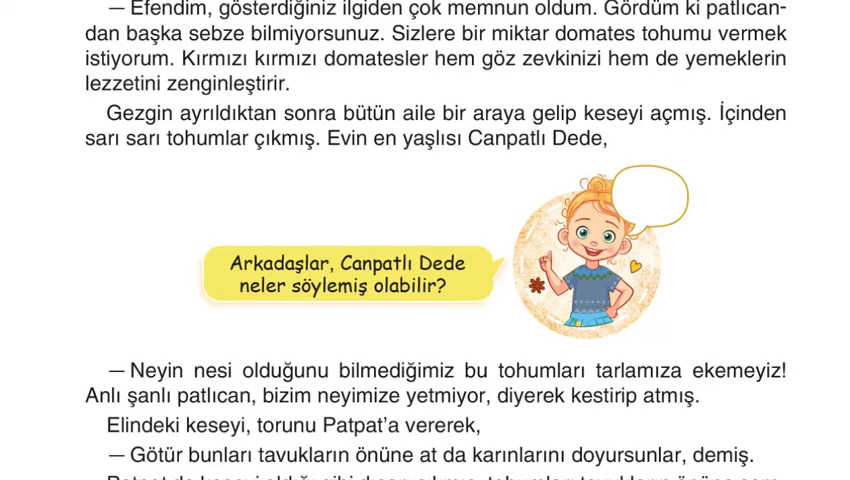 — Efendim, gösterdiğiniz ilgiden çok memnun oldum. Gördüm ki patlıcan-
dan başka sebze bilmiyorsunuz. Sizlere bir miktar domates tohumu vermek
istiyorum. Kırmızı kırmızı domatesler hem göz zevkinizi hem de yemeklerin
lezzetini zenginleştirir.
Gezgin ayrıldıktan sonra bütün aile bir araya gelip keseyi açmış. İçinden
sarı sarı tohumlar çıkmış. Evin en yaşlısı Canpatlı Dede,
Arkadaşlar, Canpatlı Dede
neler söylemiş olabilir?
— Neyin nesi olduğunu bilmediğimiz bu tohumları tarlamıza ekemeyiz!
Anlı şanlı patlıcan, bizim neyimize yetmiyor, diyerek kestirip atmış.
Elindeki keseyi, torunu Patpat’a vererek,
— Götür bunları tavukların önüne at da karınlarını doyursunlar, demiş.